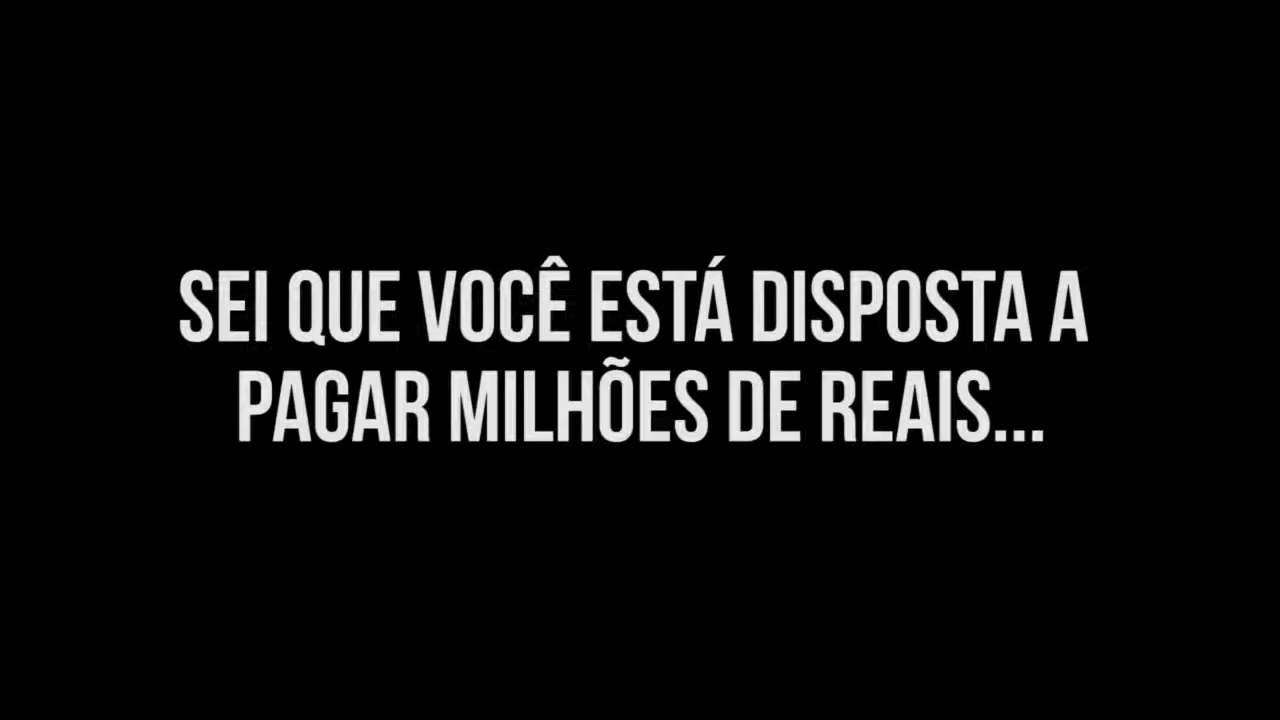 SEI QUE VOCÊ ESTÁ DISPOSTA A
PAGAR MILHÕES DE REAIS...